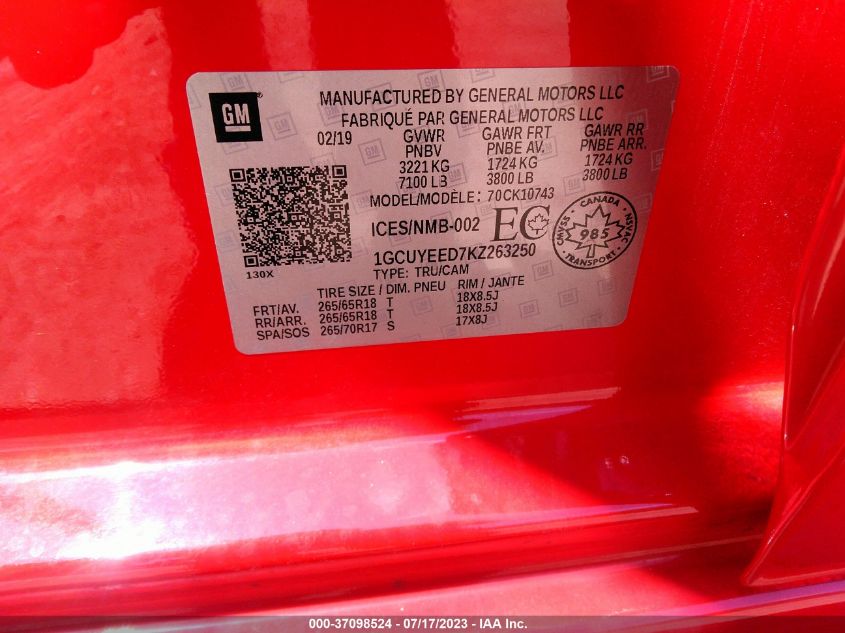 GM
MANUFACTURED BY GENERAL MOTORS LLC
FABRIQUÉ PAR GENERAL MOTORS LLC
02/19 GVWR GAWR FRT GAWR RR
PNBV PNBE AV. PNBE ARR.
3221 KG 1724 KG 1724 KG
7100 LB 3800 LB 3800 LB
MODEL/MODÈLE: 70CK10743
ICES/NMB-002 EC
CANADA
CMVSS 985 NSVAC
TRANSPORT
1GCUYEED7KZ263250
130X
TYPE: TRU/CAM
TIRE SIZE / DIM. PNEU RIM / JANTE
FRT/AV. 265/65R18 T 18X8.5J
RR/ARR. 265/65R18 T 18X8.5J
SPA/SOS 265/70R17 S 17X8J
000-37098524 - 07/17/2023 - IAA Inc.